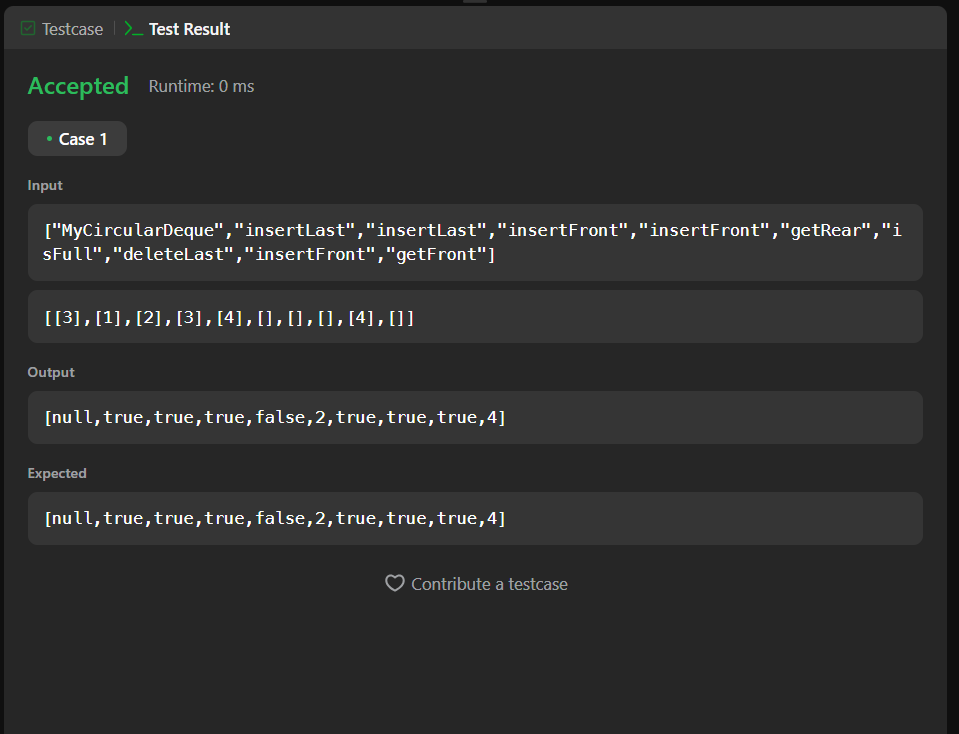 Testcase
Test Result
Accepted
Runtime: 0 ms
Case 1
Input
["MyCircularDeque","insertLast","insertLast","insertFront","insertFront","getRear","i
sFull","deleteLast","insertFront","getFront"]
[[3],[1],[2],[3],[4],[],[],[],[4],[]]
Output
[null,true,true,true,false,2,true,true,true,4]
Expected
[null,true,true,true,false,2,true,true,true,4]
Contribute a testcase